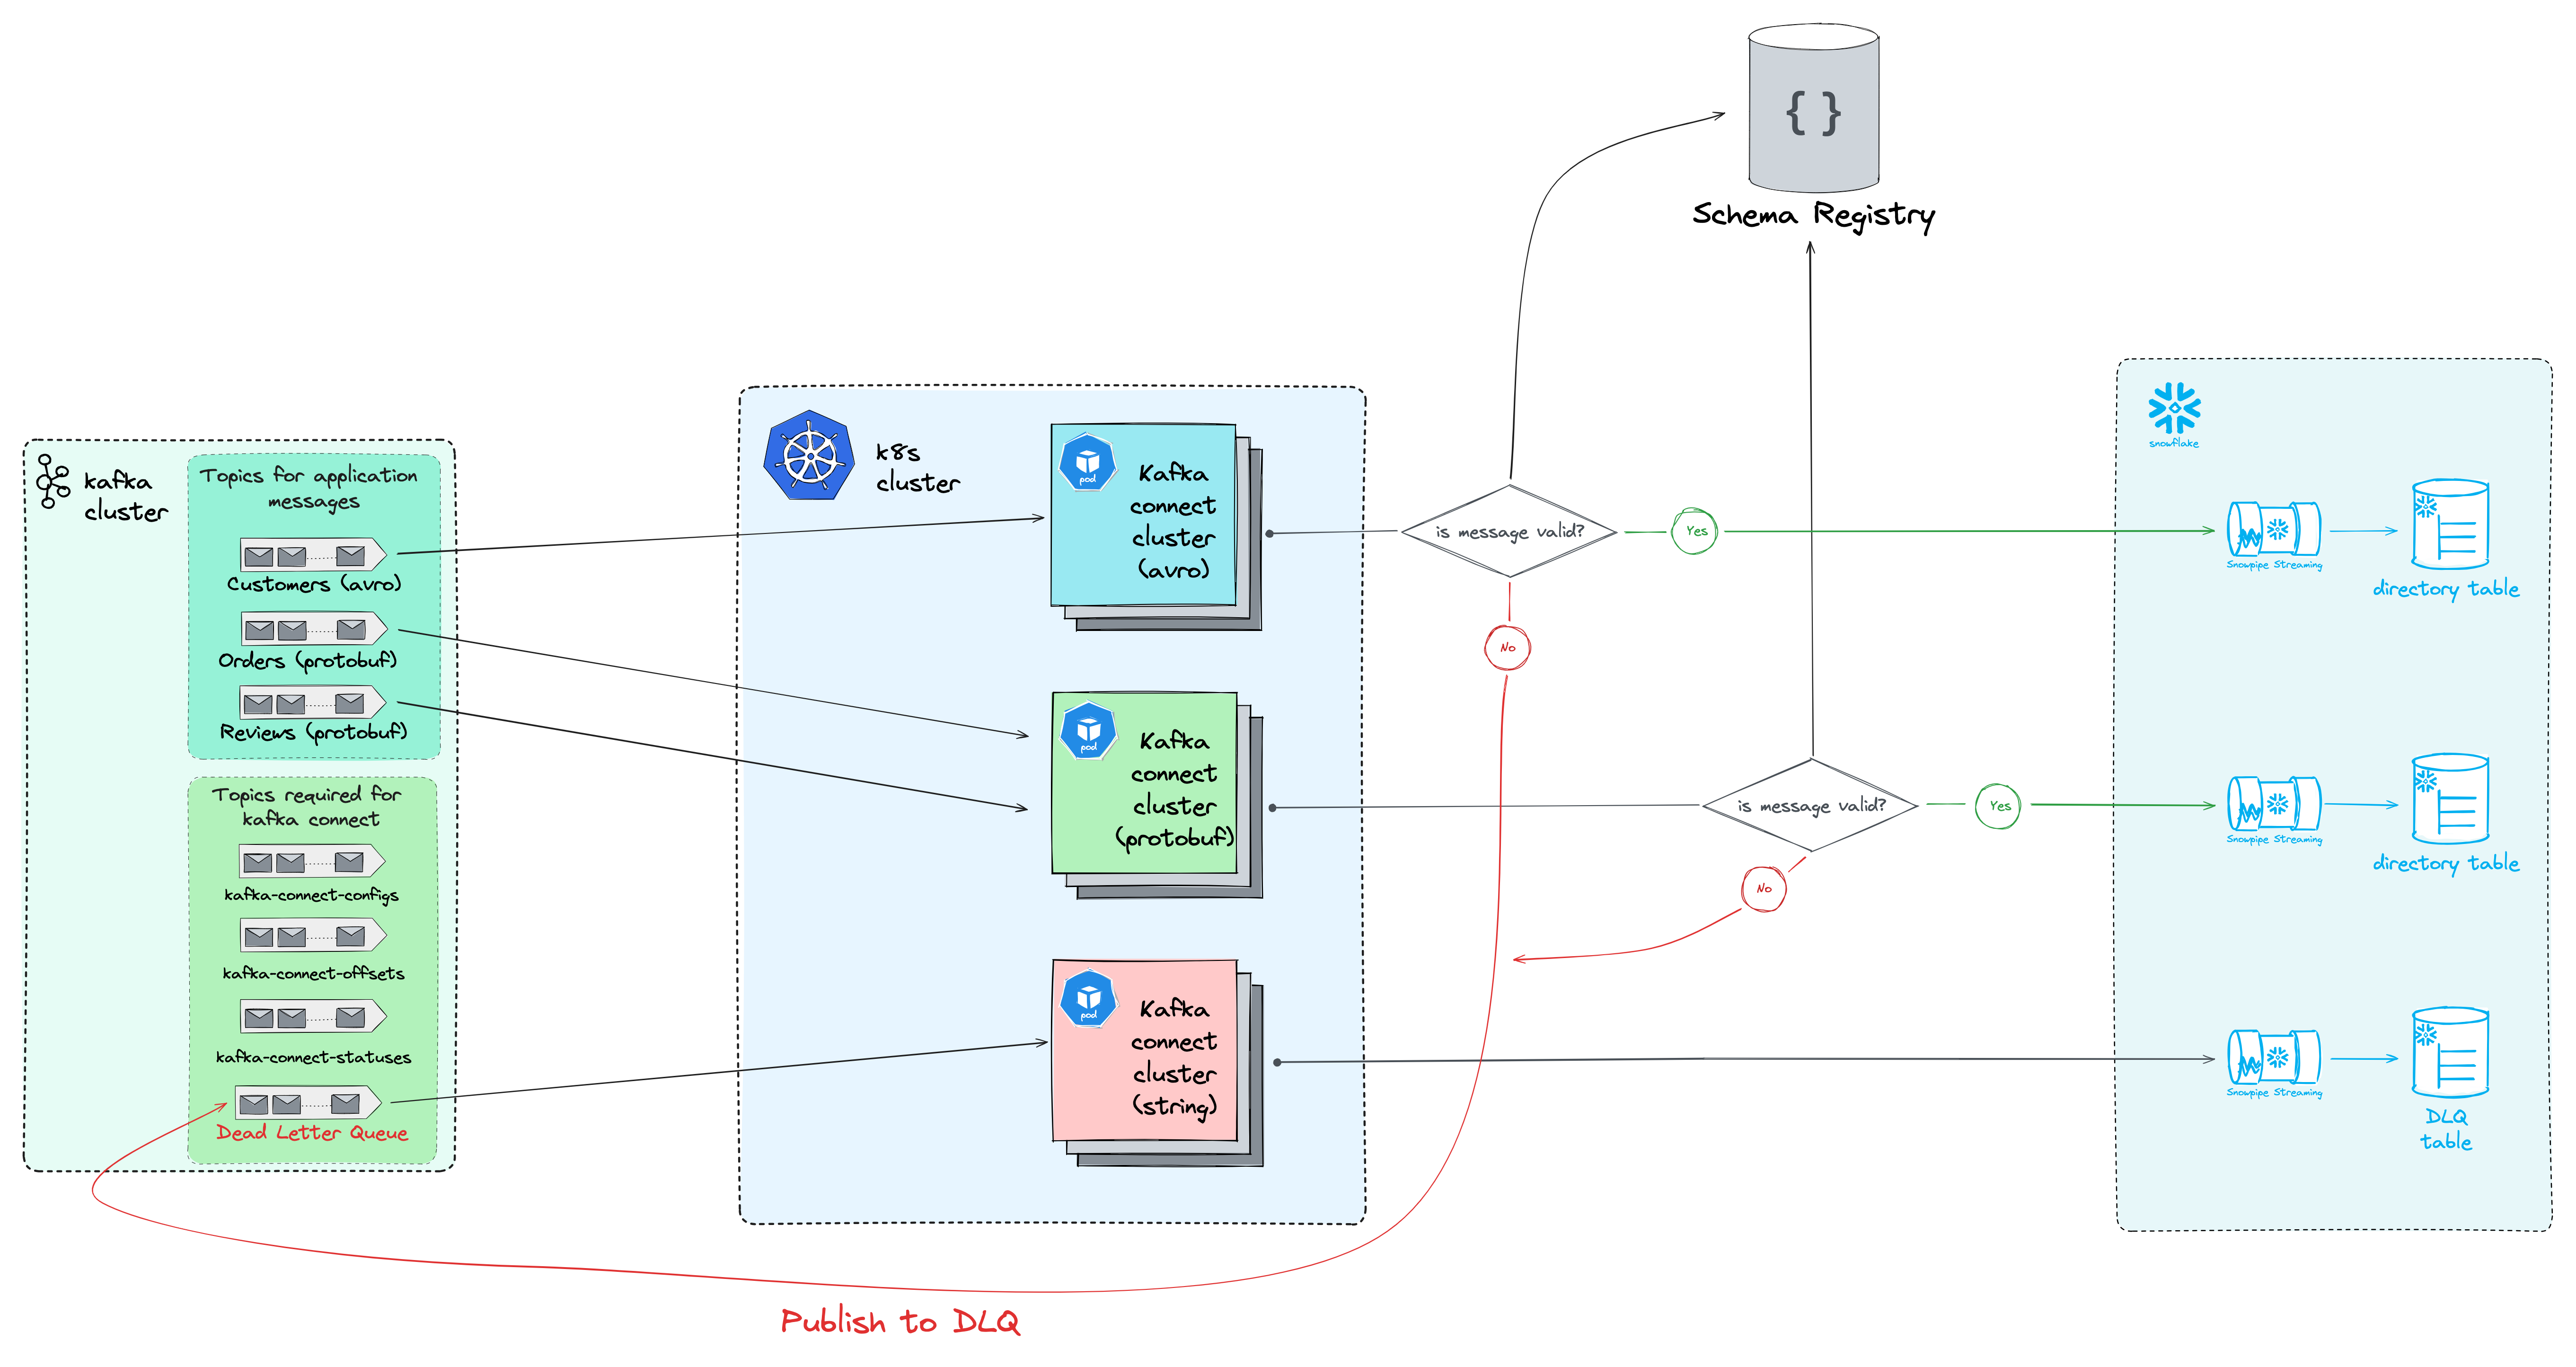 { }
Schema Registry
kafka
cluster
Topics for application
messages
Customers (avro)
Orders (protobuf)
Reviews (protobuf)
Topics required for
kafka connect
kafka-connect-configs
kafka-connect-offsets
kafka-connect-statuses
Dead Letter Queue
k8s
cluster
pod
Kafka
connect
cluster
(avro)
pod
Kafka
connect
cluster
(protobuf)
pod
Kafka
connect
cluster
(string)
is message valid?
Yes
No
is message valid?
Yes
No
Publish to DLQ
snowflake
Snowpipe Streaming
directory table
Snowpipe Streaming
directory table
Snowpipe Streaming
DLQ
table